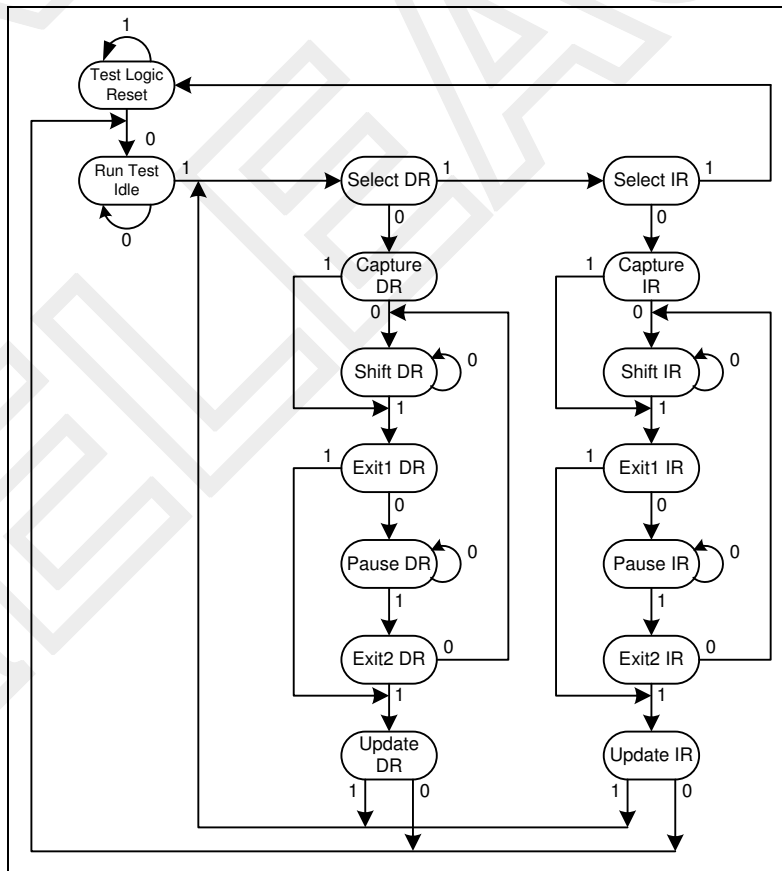 1
Test Logic
Reset
0
Run Test
Idle
1
0
Select DR
1
0
Select IR
1
0
Capture
DR
1
0
Capture
IR
1
0
Shift DR
0
1
Shift IR
0
1
Exit1 DR
1
0
Exit1 IR
1
0
Pause DR
0
1
Pause IR
0
1
Exit2 DR
0
1
Exit2 IR
0
1
Update
DR
1
0
Update IR
1
0